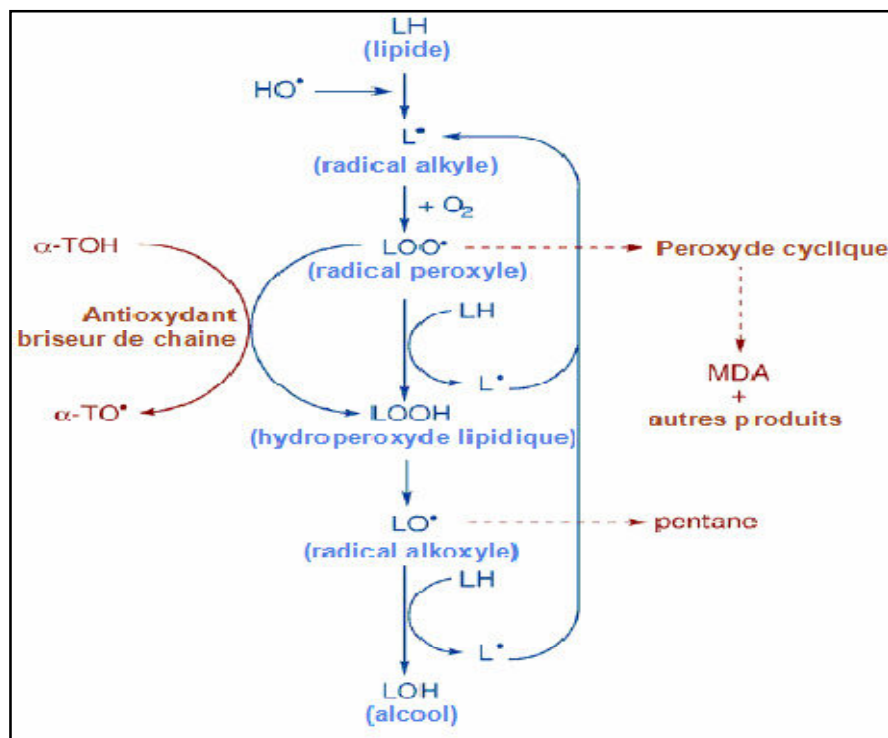 LH
(lipide)
HO•
L•
(radical alkyle)
+ O₂
α-TOH
LOO•
(radical peroxyle)
Peroxyde cyclique
Antioxydant
briseur de chaine
LH
L•
MDA
+
autres produits
α-TO•
LOOH
(hydroperoxyde lipidique)
LO•
(radical alkoxyle)
pentane
LH
L•
LOH
(alcool)